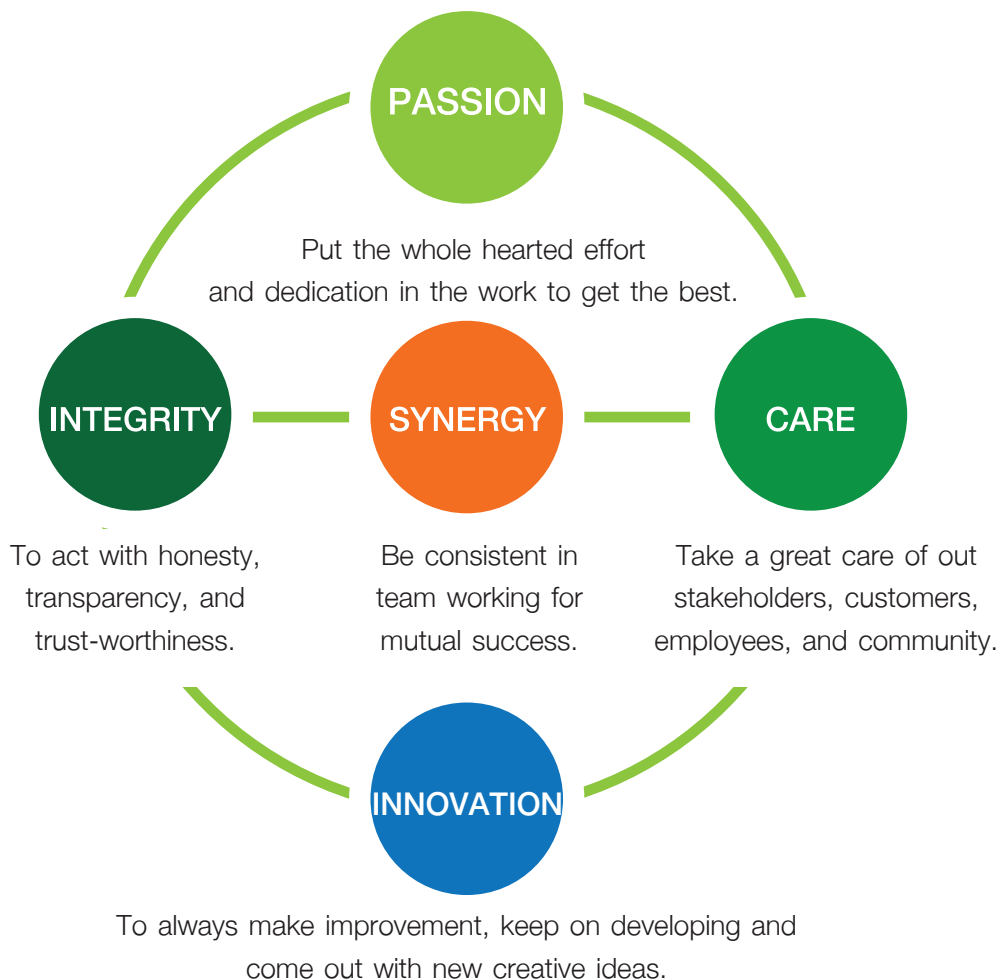 PASSION
Put the whole hearted effort
and dedication in the work to get the best.
INTEGRITY
To act with honesty,
transparency, and
trust-worthiness.
SYNERGY
Be consistent in
team working for
mutual success.
CARE
Take a great care of out
stakeholders, customers,
employees, and community.
INNOVATION
To always make improvement, keep on developing and
come out with new creative ideas.